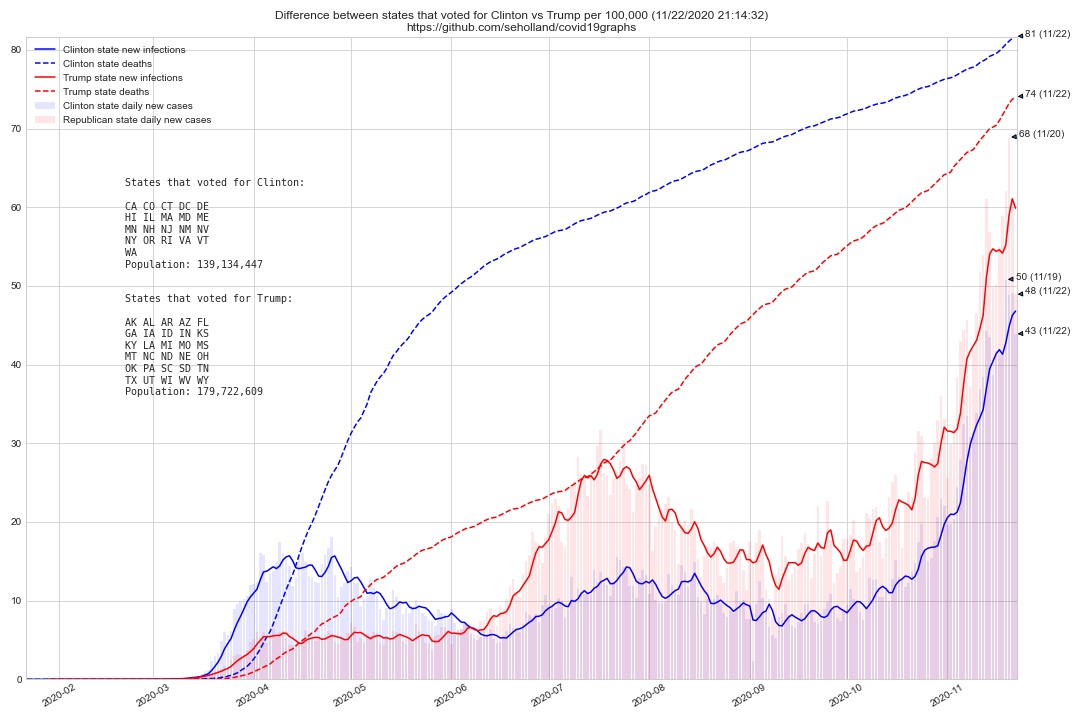 Difference between states that voted for Clinton vs Trump per 100,000 (11/22/2020 21:14:32)
https://github.com/seholland/covid19graphs
Clinton state new infections
Clinton state deaths
Trump state new infections
Trump state deaths
Clinton state daily new cases
Republican state daily new cases
States that voted for Clinton:
CA CO CT DC DE
HI IL MA MD ME
MN NH NJ NM NV
NY OR RI VA VT
WA
Population: 139,134,447
States that voted for Trump:
AK AL AR AZ FL
GA IA ID IN KS
KY LA MI MO MS
MT NC ND NE OH
OK PA SC SD TN
TX UT WI WV WY
Population: 179,722,609
81 (11/22)
74 (11/22)
68 (11/20)
50 (11/19)
48 (11/22)
43 (11/22)
80
70
60
50
40
30
20
10
0
2020-02
2020-03
2020-04
2020-05
2020-06
2020-07
2020-08
2020-09
2020-10
2020-11